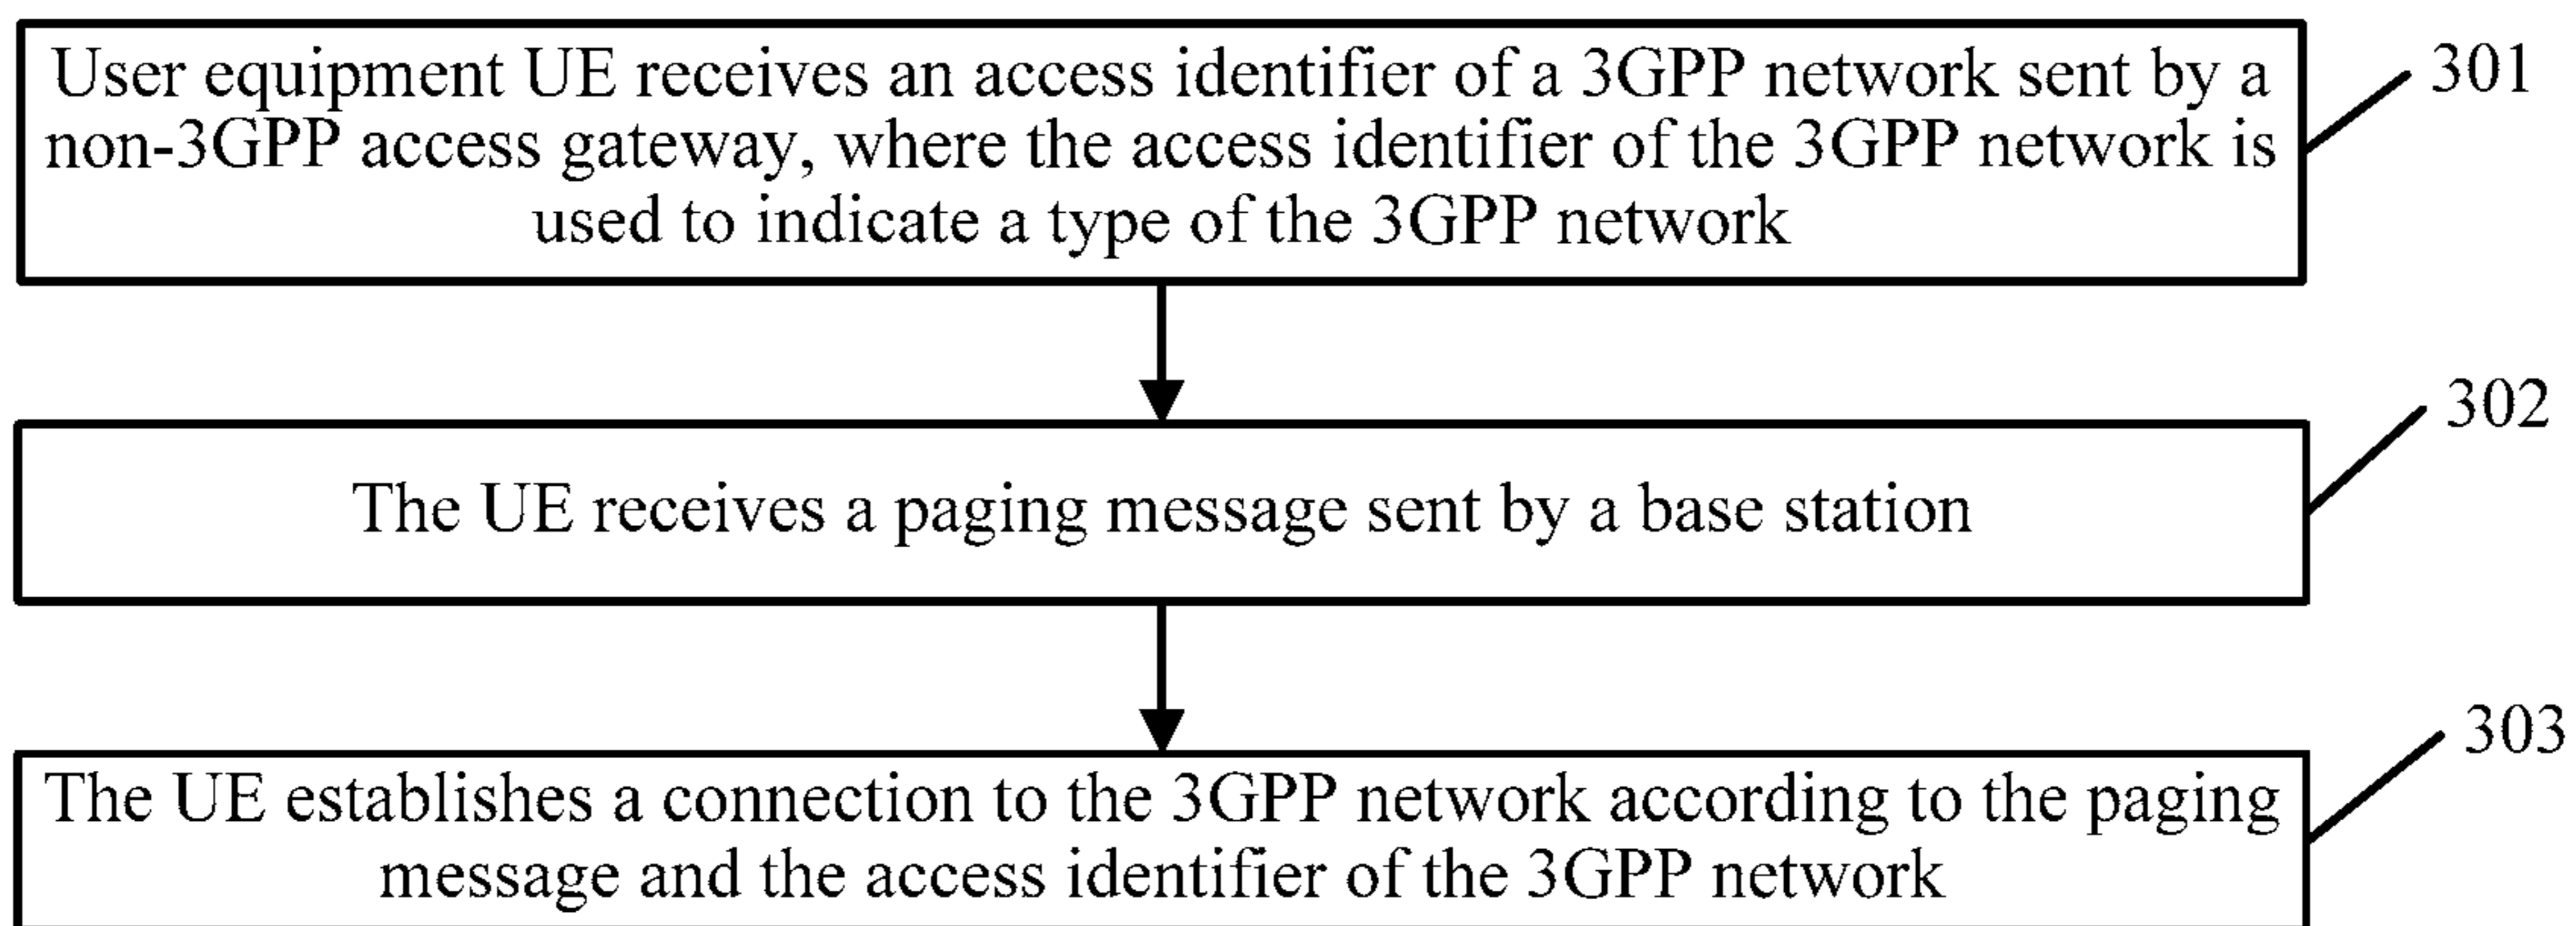 User equipment UE receives an access identifier of a 3GPP network sent by a
non-3GPP access gateway, where the access identifier of the 3GPP network is
used to indicate a type of the 3GPP network
301
The UE receives a paging message sent by a base station
302
The UE establishes a connection to the 3GPP network according to the paging
message and the access identifier of the 3GPP network
303